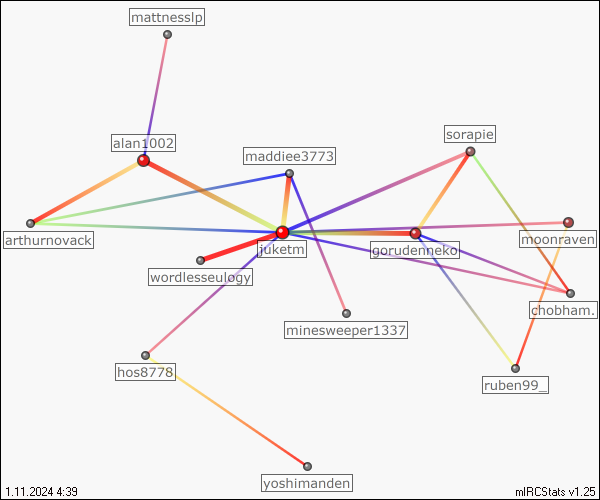 mattnesslp
alan1002
sorapie
maddiee3773
arthurnovack
juketm
gorudenneko
moonraven
wordlesseulogy
chobham.
minesweeper1337
hos8778
ruben99_
yoshimanden
1.11.2024 4:39
mIRCStats v1.25